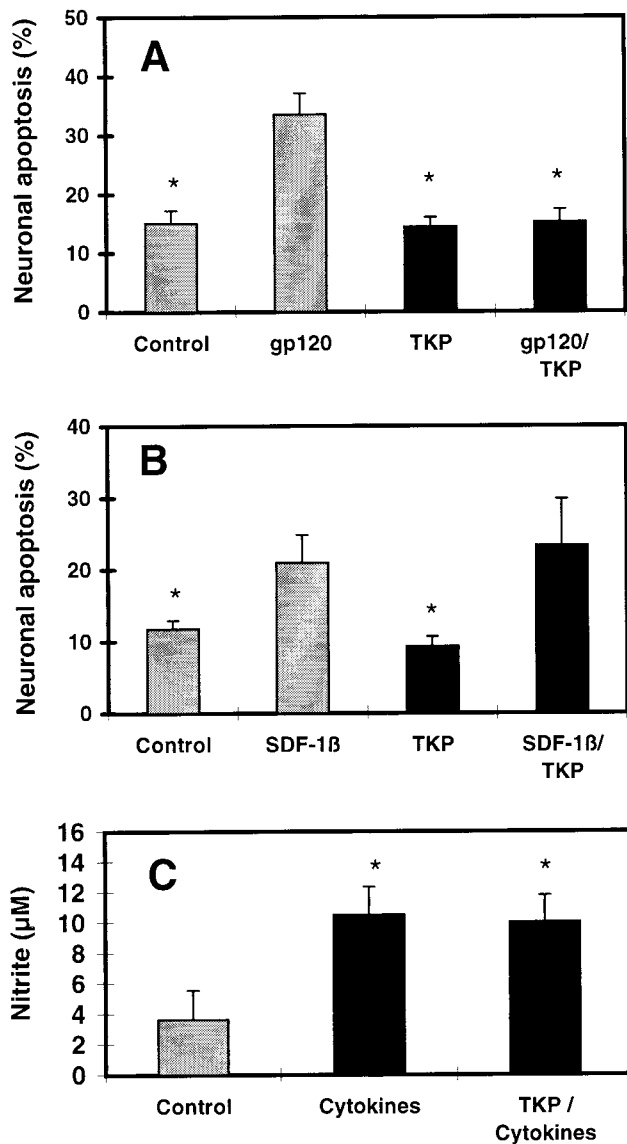 A
Neuronal apoptosis (%)
50
40
30
20
10
0
*
*
*
Control gp120 TKP gp120/
TKP
B
Neuronal apoptosis (%)
40
30
20
10
0
*
*
Control SDF-1ß TKP SDF-1ß/
TKP
C
Nitrite (µM)
16
14
12
10
8
6
4
2
0
*
*
Control Cytokines TKP /
Cytokines